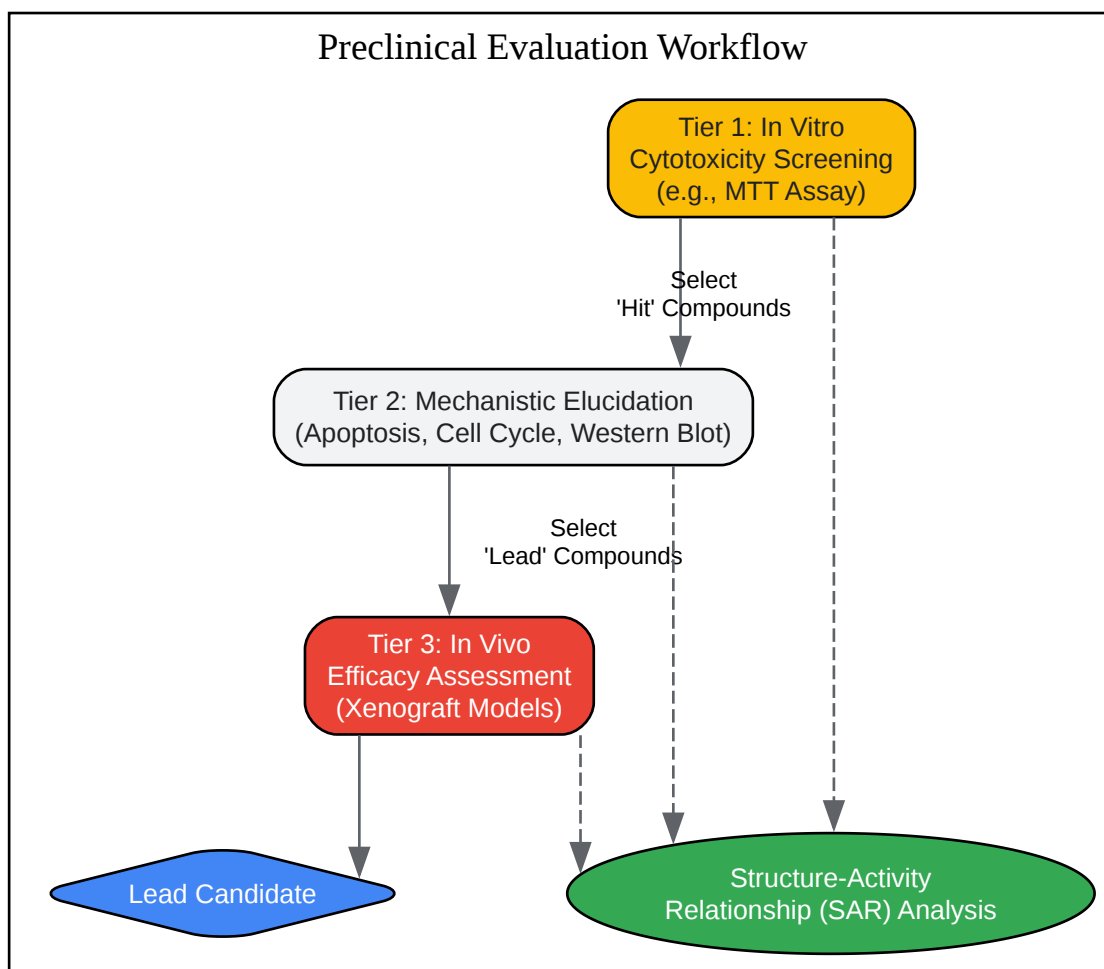 Preclinical Evaluation Workflow
Tier 1: In Vitro
Cytotoxicity Screening
(e.g., MTT Assay)
Select
'Hit' Compounds
Tier 2: Mechanistic Elucidation
(Apoptosis, Cell Cycle, Western Blot)
Select
'Lead' Compounds
Tier 3: In Vivo
Efficacy Assessment
(Xenograft Models)
Lead Candidate
Structure-Activity
Relationship (SAR) Analysis